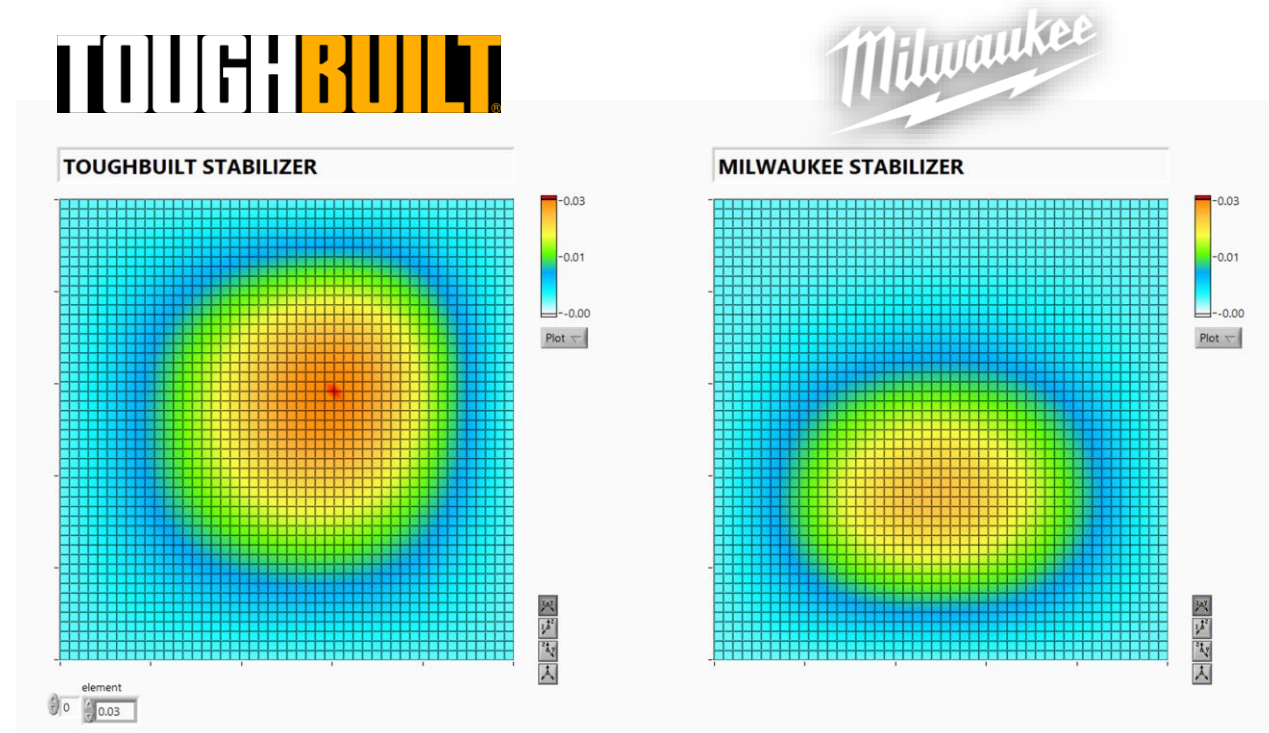 TOUGHBUILT®
Milwaukee
TOUGHBUILT STABILIZER
MILWAUKEE STABILIZER
-0.03
-0.01
--0.00
Plot
-0.03
-0.01
--0.00
Plot
element
0
0.03